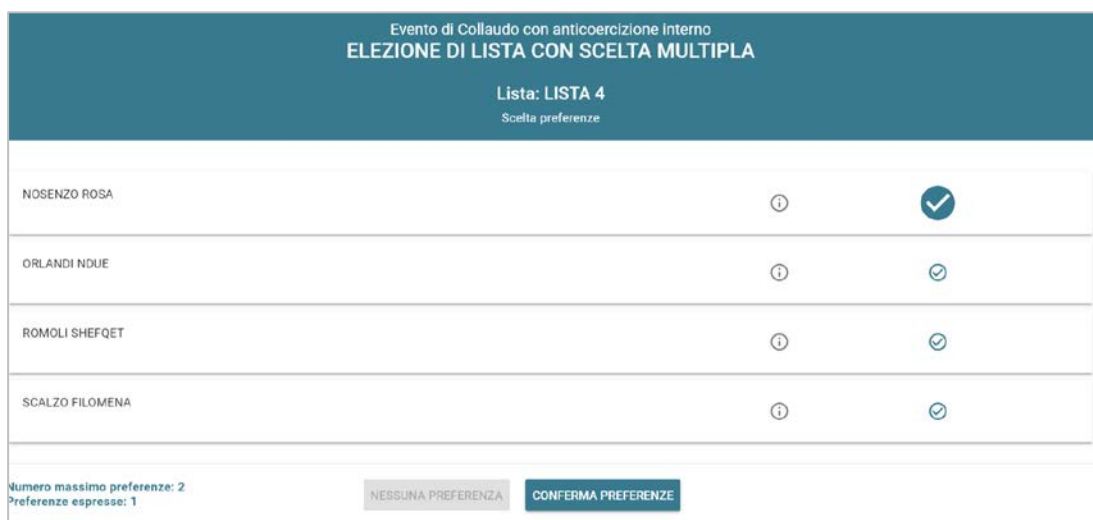 Evento di Collaudo con anticoercizione interno
ELEZIONE DI LISTA CON SCELTA MULTIPLA
Lista: LISTA 4
Scelta preferenze
NOSENZO ROSA
ORLANDI NDUE
ROMOLI SHEFQET
SCALZO FILOMENA
Numero massimo preferenze: 2
Preferenze espresse: 1
NESSUNA PREFERENZA
CONFERMA PREFERENZE